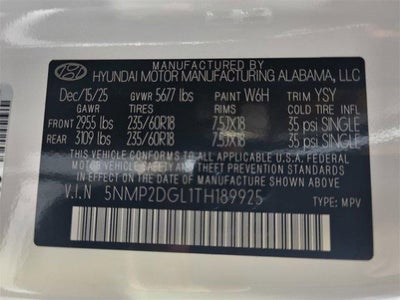 MANUFACTURED BY
HYUNDAI MOTOR MANUFACTURING ALABAMA, LLC
Dec/15/25 GVWR 5677 lbs PAINT W6H TRIM YSY
GAWR TIRES RIMS COLD INFL
FRONT 2955 lbs 235/60R18 7.5JX18 35 psi SINGLE
REAR 3109 lbs 235/60R18 7.5JX18 35 psi SINGLE
THIS VEHICLE CONFORMS TO ALL APPLICABLE U.S.
FEDERAL MOTOR VEHICLE SAFETY AND THEFT PREVENTION STANDARDS
IN EFFECT ON THE DATE OF MANUFACTURE SHOWN ABOVE.
V.I.N 5NMP2DGL1TH189925 TYPE: MPV